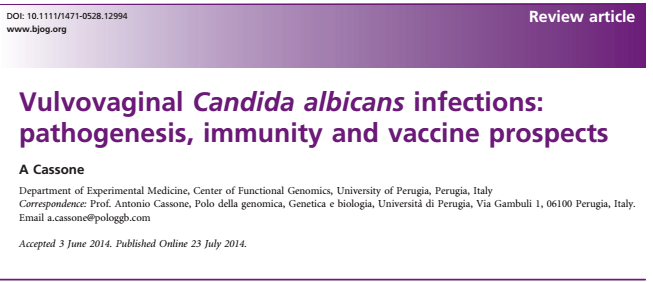 DOI: 10.1111/1471-0528.12994
www.bjog.org
Review article
Vulvovaginal Candida albicans infections:
pathogenesis, immunity and vaccine prospects
A Cassone
Department of Experimental Medicine, Center of Functional Genomics, University of Perugia, Perugia, Italy
Correspondence: Prof. Antonio Cassone, Polo della genomica, Genetica e biologia, Università di Perugia, Via Gambuli 1, 06100 Perugia, Italy.
Email a.cassone@pologgb.com
Accepted 3 June 2014. Published Online 23 July 2014.